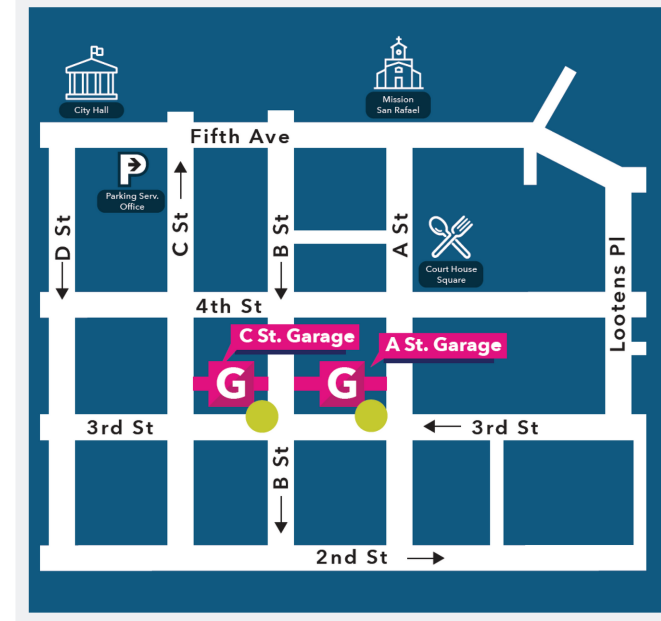 City Hall
Mission
San Rafael
Fifth Ave
P
Parking Serv.
Office
D St
C St
B St
A St
Court House
Square
Lootens Pl
4th St
C St. Garage
A St. Garage
G
G
3rd St
3rd St
B St
2nd St